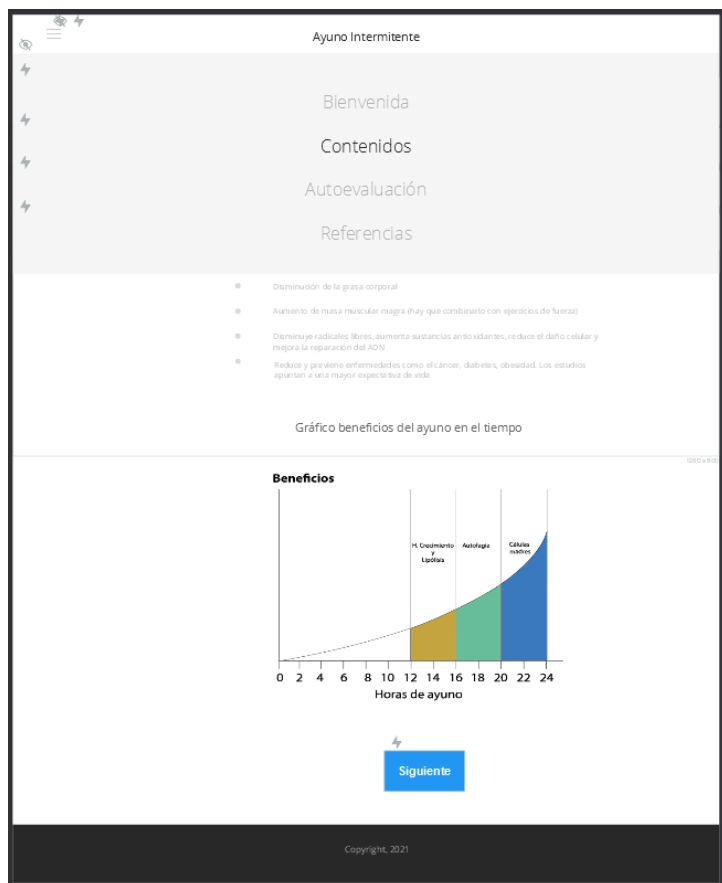 Ayuno Intermitente
Bienvenida
Contenidos
Autoevaluación
Referencias
Disminución de la grasa corporal
Aumento de masa muscular magra (hay que combinarlo con ejercicios de fuerza)
Disminuye radicales libres, aumenta sustancias antioxidantes, reduce el daño celular y
mejora la reparación del ADN
Reduce y previene enfermedades como el cáncer, diabetes, obesidad. Los estudios
apuntan a una mayor expectativa de vida
Gráfico beneficios del ayuno en el tiempo
1280 x 800
Beneficios
H. Crecimiento
y
Lipólisis
Autofagia
Células
madres
0 2 4 6 8 10 12 14 16 18 20 22 24
Horas de ayuno
Siguiente
Copyright, 2021